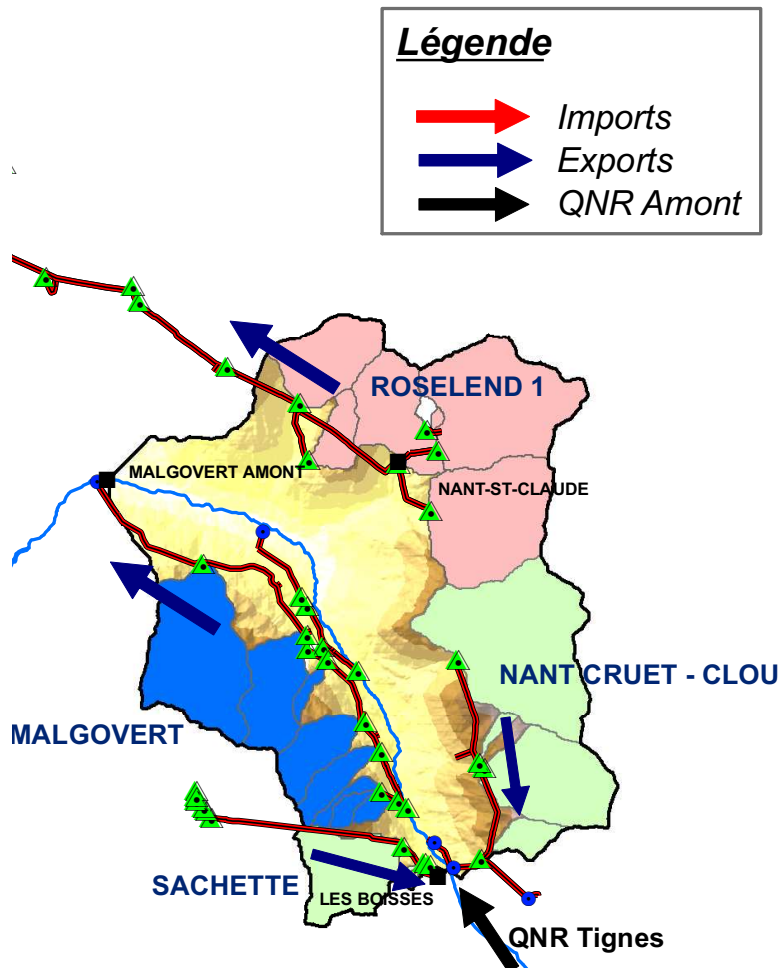 Légende
Imports
Exports
QNR Amont
ROSELEND 1
MALGOVERT AMONT
NANT-ST-CLAUDE
NANT CRUET - CLOU
MALGOVERT
SACHETTE
LES BOISSES
QNR Tignes